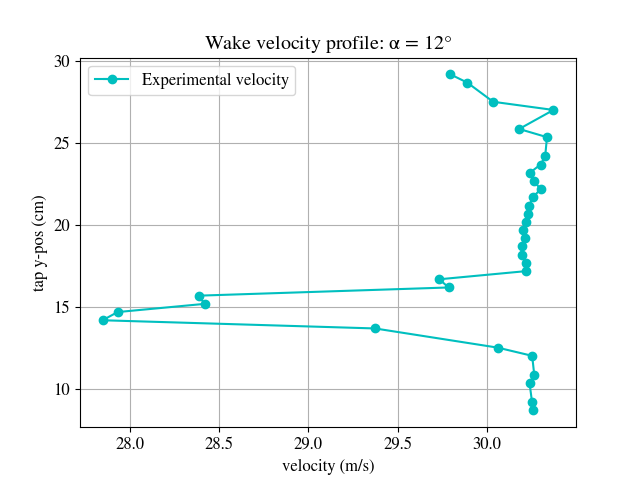 Wake velocity profile: α = 12°
Experimental velocity
tap y-pos (cm)
30
25
20
15
10
28.0 28.5 29.0 29.5 30.0
velocity (m/s)